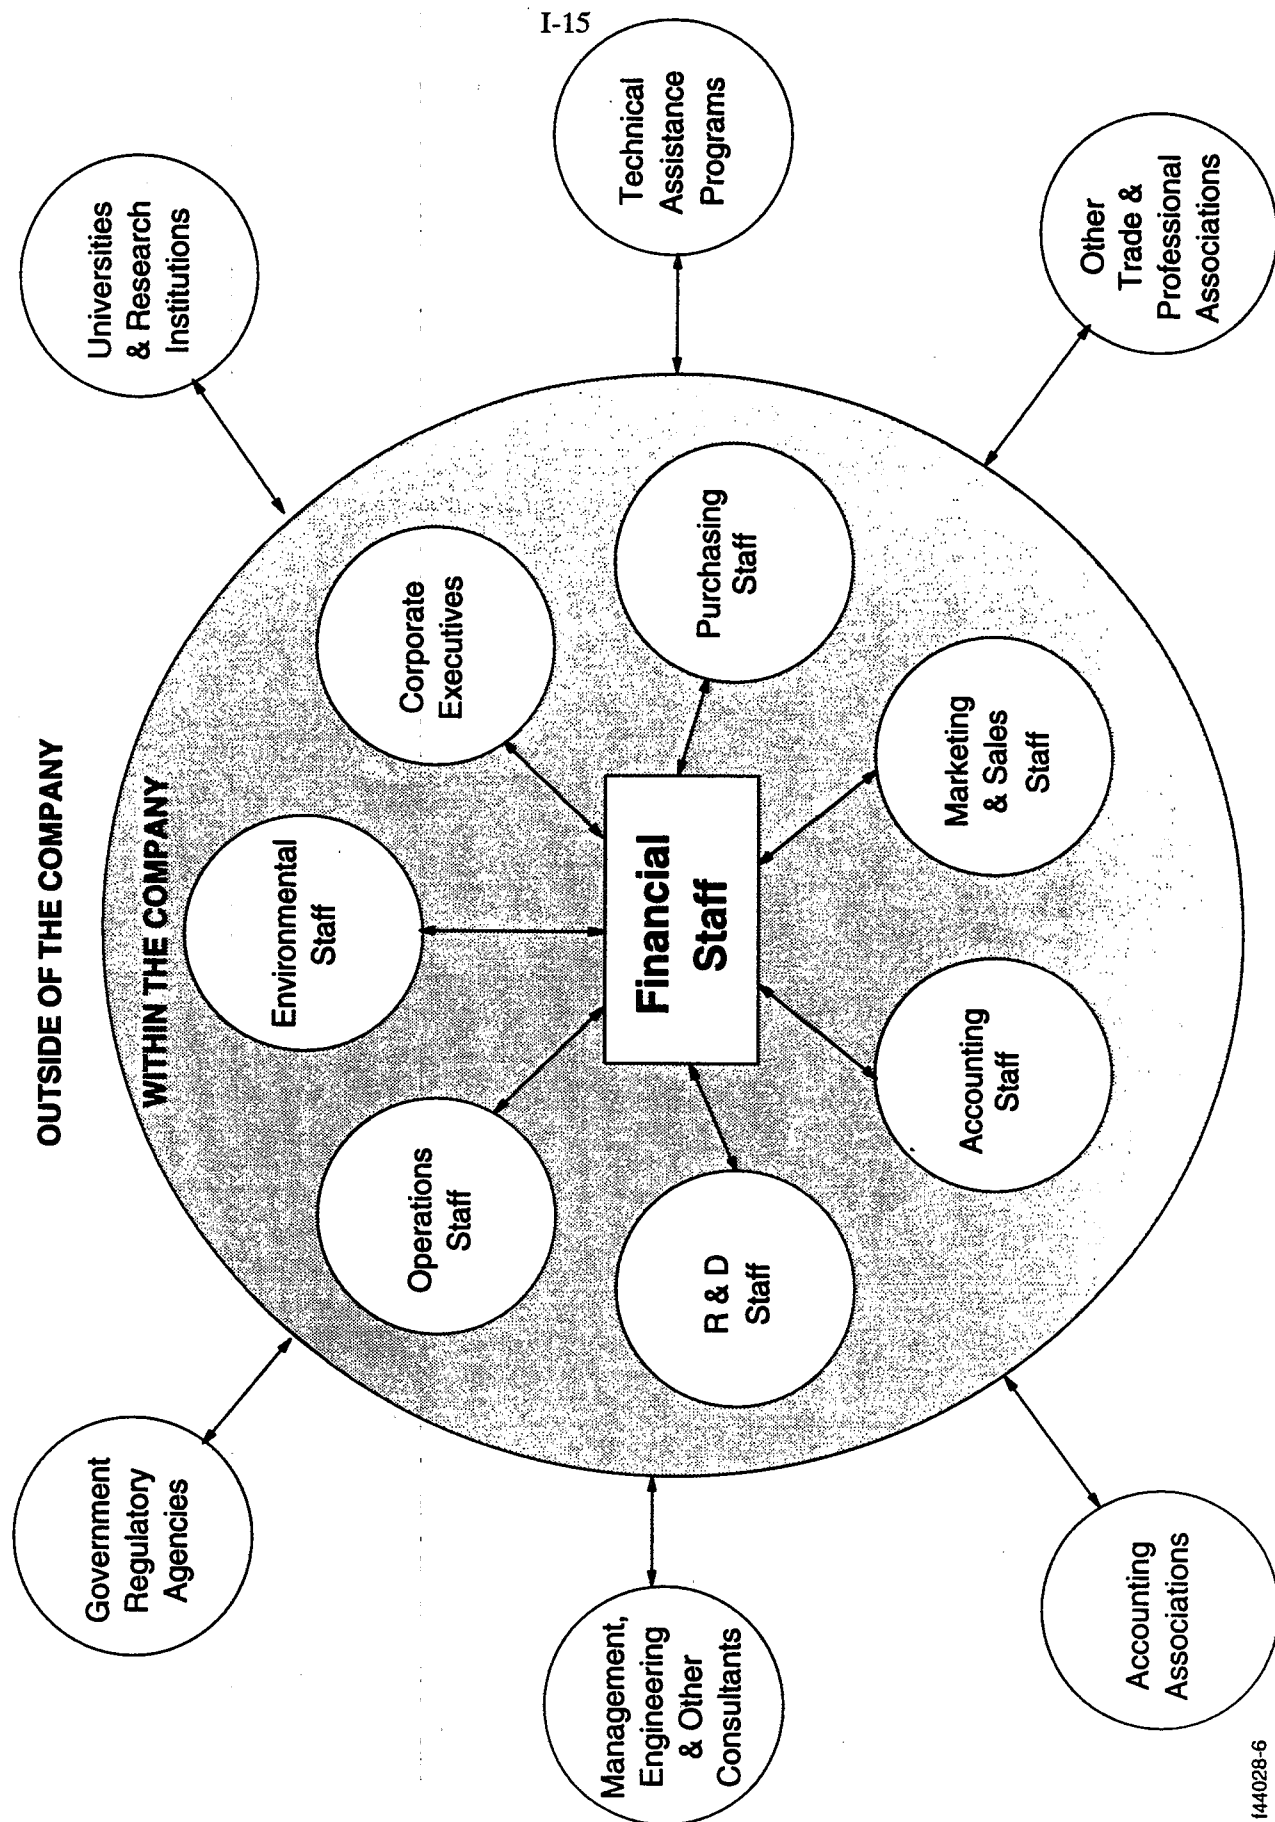 I-15
OUTSIDE OF THE COMPANY
WITHIN THE COMPANY
Government
Regulatory
Agencies
Universities
& Research
Institutions
Environmental
Staff
Operations
Staff
Corporate
Executives
Management,
Engineering
& Other
Consultants
Technical
Assistance
Programs
Financial
Staff
R & D
Staff
Purchasing
Staff
Accounting
Staff
Marketing
& Sales
Staff
Accounting
Associations
Other
Trade &
Professional
Associations
f44028-6